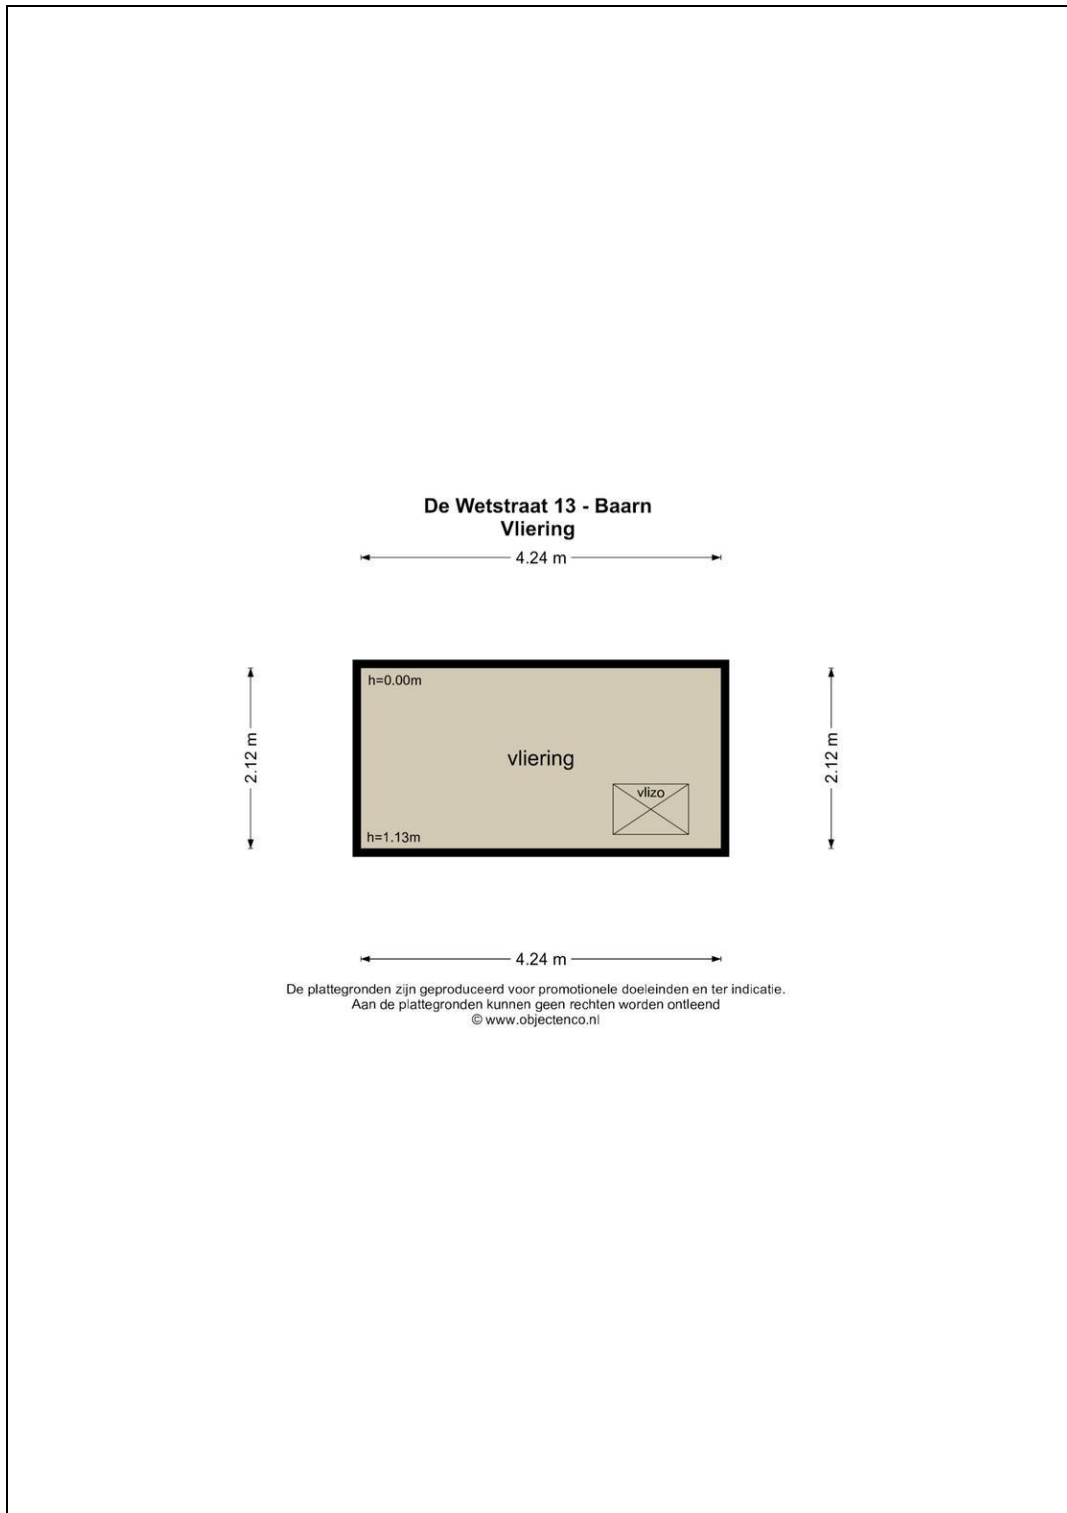 De Wetstraat 13 - Baarn
Vliering
4.24 m
h=0.00m
2.12 m
vliering
2.12 m
vlizo
h=1.13m
4.24 m
De plattegronden zijn geproduceerd voor promotionele doeleinden en ter indicatie.
Aan de plattegronden kunnen geen rechten worden ontleend
© www.objectenco.nl